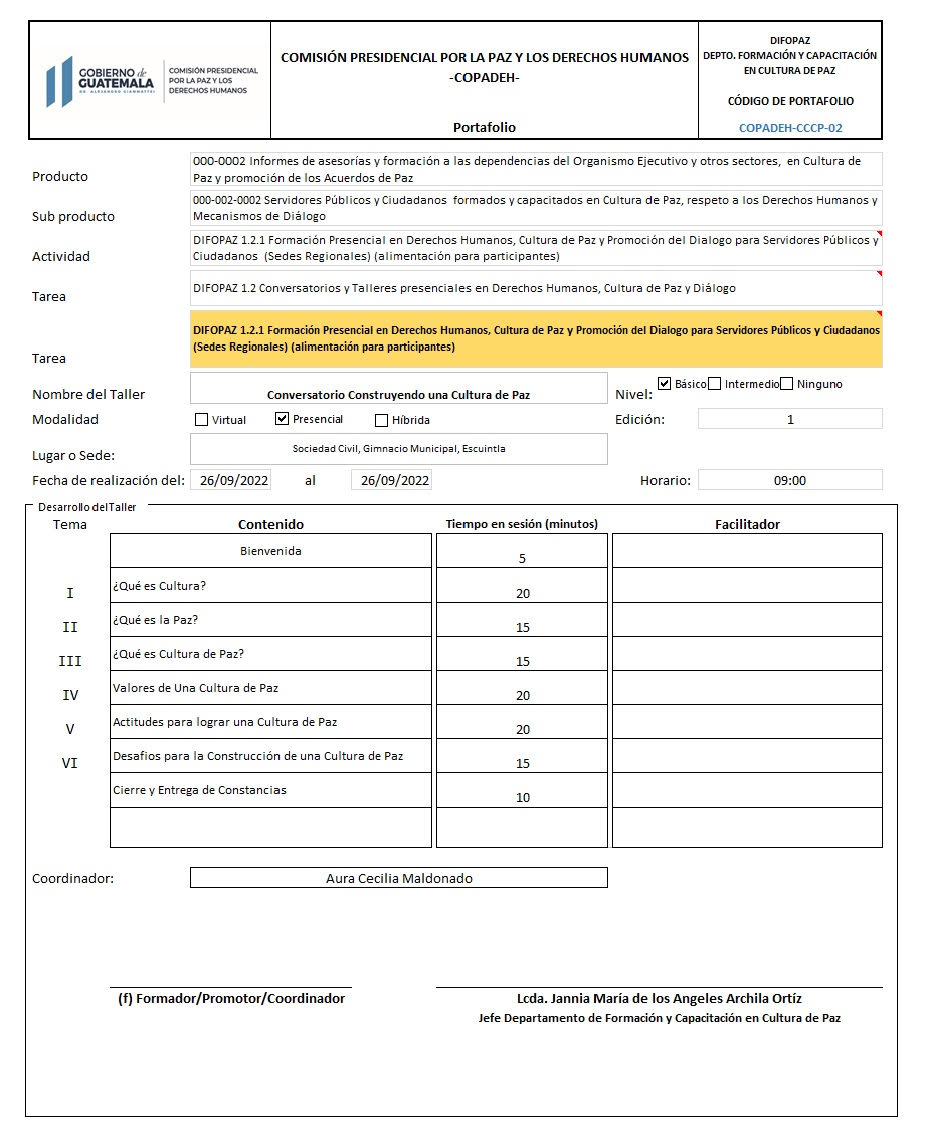 GOBIERNO de
GUATEMALA
DR. ALEJANDRO GIAMMATTEI
COMISIÓN PRESIDENCIAL
POR LA PAZ Y LOS
DERECHOS HUMANOS
COMISIÓN PRESIDENCIAL POR LA PAZ Y LOS DERECHOS HUMANOS
-COPADEH-
Portafolio
DIFOPAZ
DEPTO. FORMACIÓN Y CAPACITACIÓN
EN CULTURA DE PAZ
CÓDIGO DE PORTAFOLIO
COPADEH-CCCP-02
Producto
000-0002 Informes de asesorías y formación a las dependencias del Organismo Ejecutivo y otros sectores, en Cultura de
Paz y promoción de los Acuerdos de Paz
Sub producto
000-002-0002 Servidores Públicos y Ciudadanos formados y capacitados en Cultura de Paz, respeto a los Derechos Humanos y
Mecanismos de Diálogo
Actividad
DIFOPAZ 1.2.1 Formación Presencial en Derechos Humanos, Cultura de Paz y Promoción del Dialogo para Servidores Públicos y
Ciudadanos (Sedes Regionales) (alimentación para participantes)
Tarea
DIFOPAZ 1.2 Conversatorios y Talleres presenciales en Derechos Humanos, Cultura de Paz y Diálogo
Tarea
DIFOPAZ 1.2.1 Formación Presencial en Derechos Humanos, Cultura de Paz y Promoción del Dialogo para Servidores Públicos y Ciudadanos
(Sedes Regionales) (alimentación para participantes)
Nombre del Taller
Conversatorio Construyendo una Cultura de Paz
Nivel: Básico Intermedio Ninguno
Modalidad Virtual Presencial Híbrida
Edición: 1
Lugar o Sede:
Sociedad Civil, Gimnacio Municipal, Escuintla
Fecha de realización del: 26/09/2022 al 26/09/2022
Horario: 09:00
Desarrollo del Taller
Tema Contenido Tiempo en sesión (minutos) Facilitador
Bienvenida 5
I ¿Qué es Cultura? 20
II ¿Qué es la Paz? 15
III ¿Qué es Cultura de Paz? 15
IV Valores de Una Cultura de Paz 20
V Actitudes para lograr una Cultura de Paz 20
VI Desafios para la Construcción de una Cultura de Paz 15
Cierre y Entrega de Constancias 10
Coordinador: Aura Cecilia Maldonado
(f) Formador/Promotor/Coordinador
Lcda. Jannia María de los Angeles Archila Ortíz
Jefe Departamento de Formación y Capacitación en Cultura de Paz